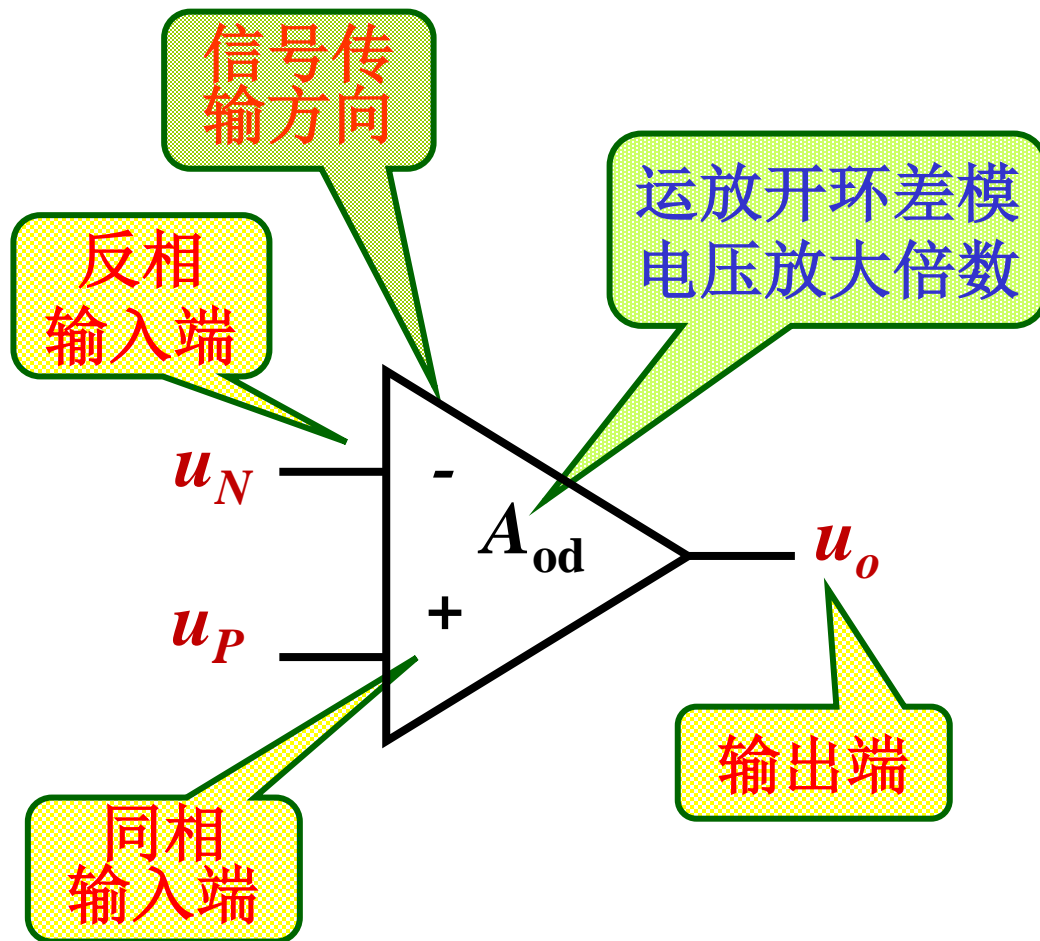 信号传
输方向
运放开环差模
电压放大倍数
反相
输入端
u_N
-
A_od
u_o
+
u_P
输出端
同相
输入端